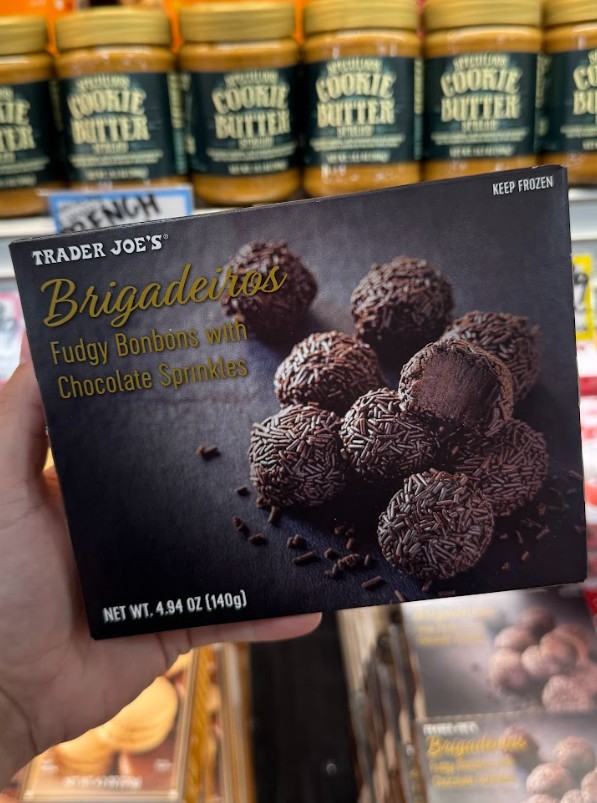 COOKIE
BUTTER
COOKIE
BUTTER
COOKIE
BUTTER
COOKIE
BUTTER
TRADER JOE'S®
KEEP FROZEN
Brigadeiros
Fudgy Bonbons with
Chocolate Sprinkles
NET WT. 4.94 OZ (140g)